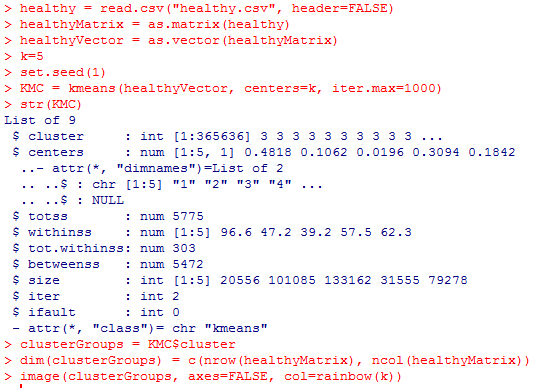 > healthy = read.csv("healthy.csv", header=FALSE)
> healthyMatrix = as.matrix(healthy)
> healthyVector = as.vector(healthyMatrix)
> k=5
> set.seed(1)
> KMC = kmeans(healthyVector, centers=k, iter.max=1000)
> str(KMC)
List of 9
 $ cluster     : int [1:365636] 3 3 3 3 3 3 3 3 3 3 ...
 $ centers     : num [1:5, 1] 0.4818 0.1062 0.0196 0.3094 0.1842
  ..- attr(*, "dimnames")=List of 2
  .. ..$ : chr [1:5] "1" "2" "3" "4" ...
  .. ..$ : NULL
 $ totss       : num 5775
 $ withinss    : num [1:5] 96.6 47.2 39.2 57.5 62.3
 $ tot.withinss: num 303
 $ betweenss   : num 5472
 $ size        : int [1:5] 20556 101085 133162 31555 79278
 $ iter        : int 2
 $ ifault      : int 0
 - attr(*, "class")= chr "kmeans"
> clusterGroups = KMC$cluster
> dim(clusterGroups) = c(nrow(healthyMatrix), ncol(healthyMatrix))
> image(clusterGroups, axes=FALSE, col=rainbow(k))